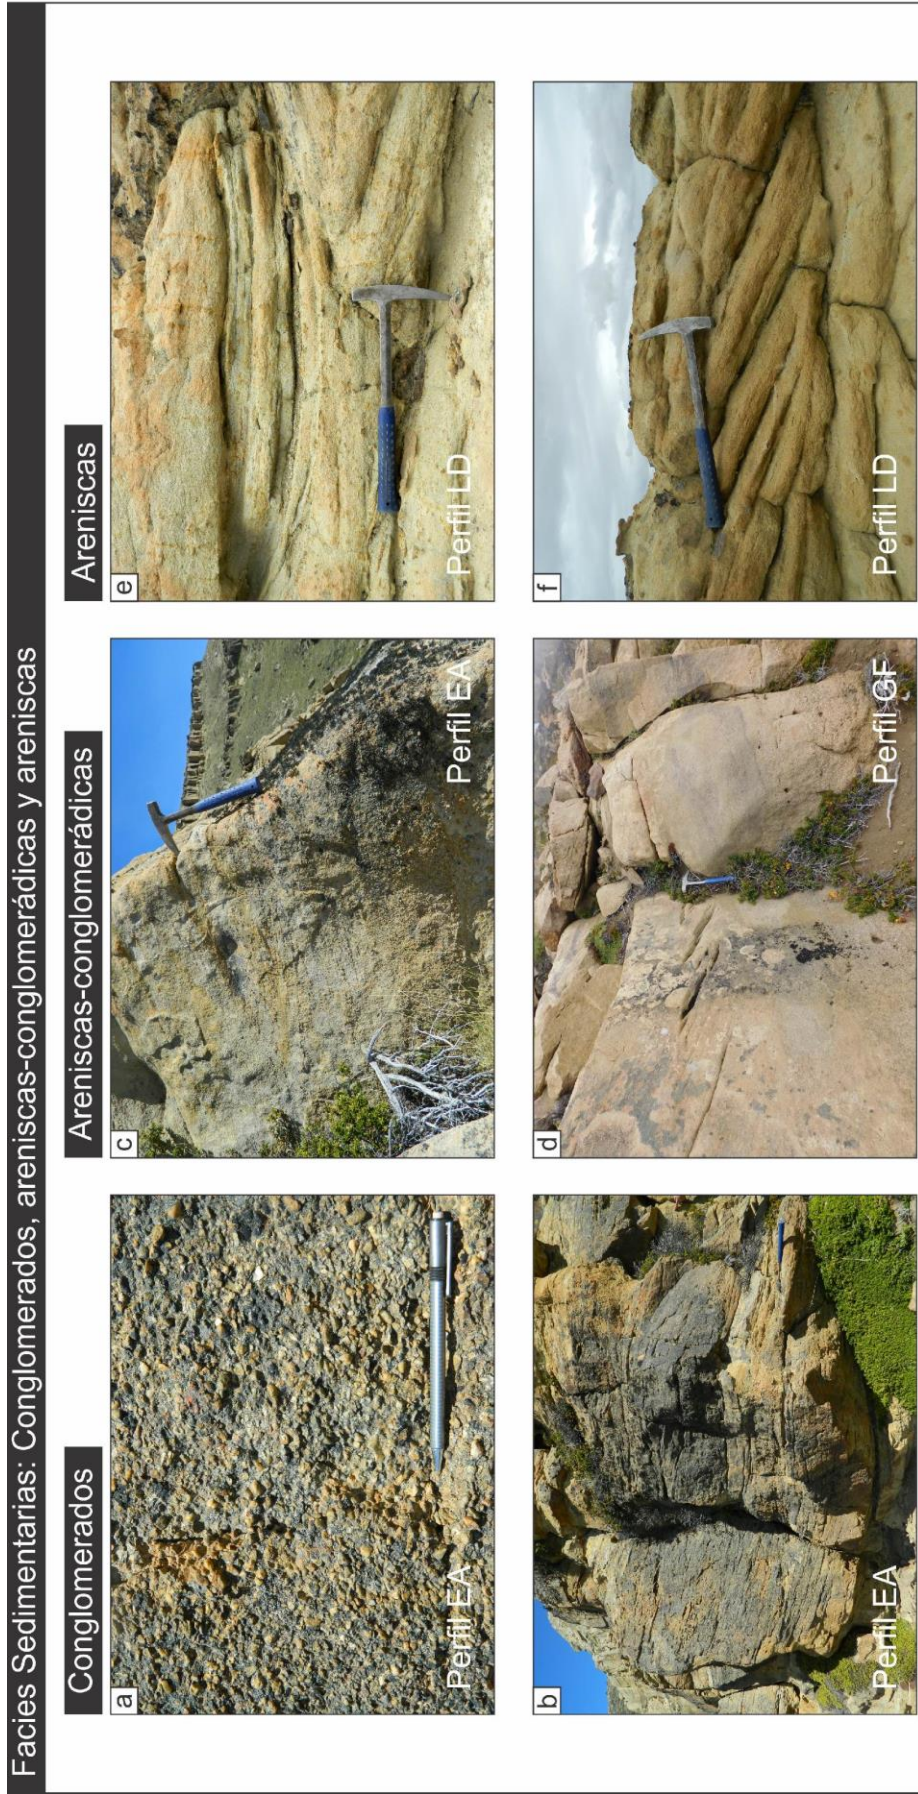 Facies Sedimentarias: Conglomerados, areniscas-conglomerádicas y areniscas
Conglomerados
Areniscas-conglomerádicas
Areniscas
a
Perfil EA
c
Perfil EA
e
Perfil LD
b
Perfil EA
d
Perfil GF
f
Perfil LD